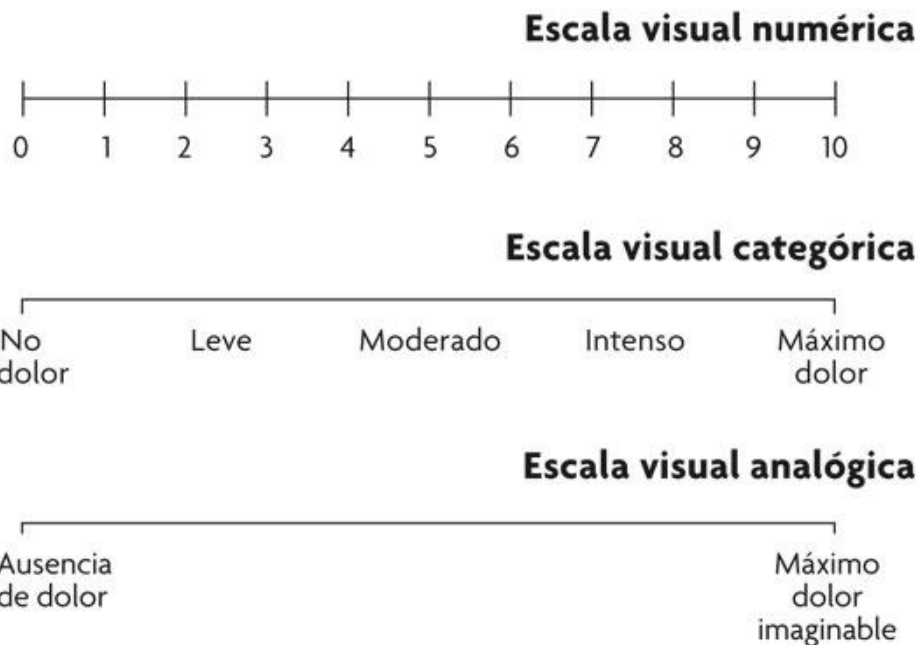 Escala visual numérica
0 1 2 3 4 5 6 7 8 9 10
Escala visual categórica
No Leve Moderado Intenso Máximo
dolor dolor
Escala visual analógica
Ausencia Máximo
de dolor dolor
imaginable